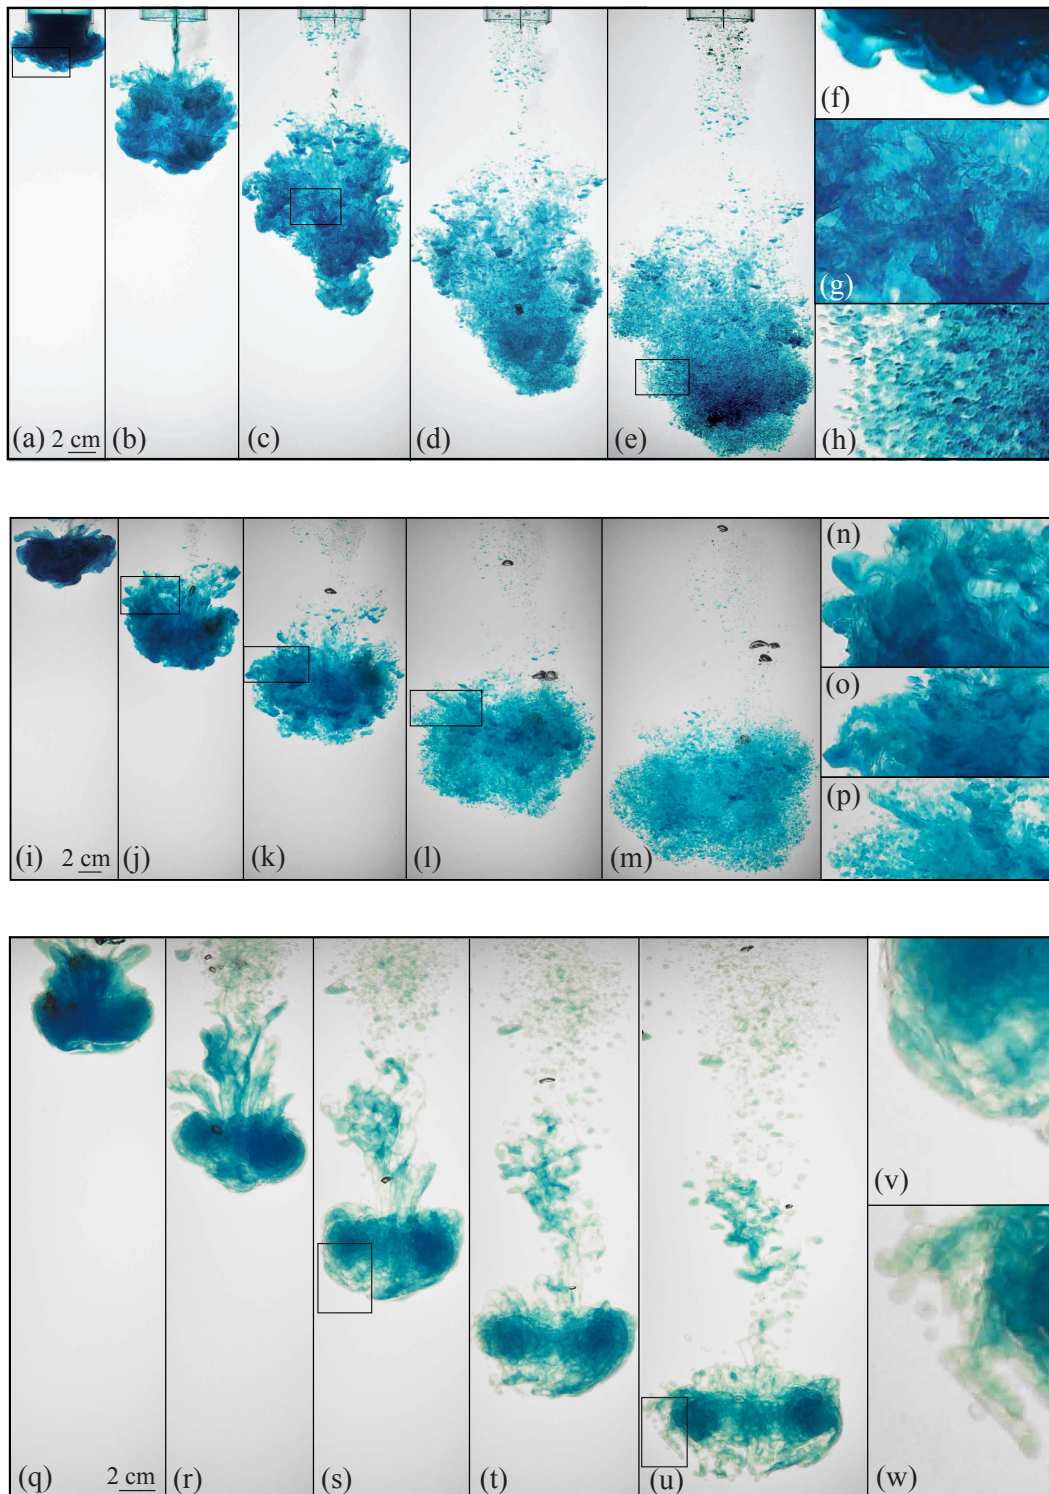 (a) 2 cm (b) (c) (d) (e)
(f)
(g)
(h)
(i) 2 cm (j) (k) (l) (m)
(n)
(o)
(p)
(q) 2 cm (r) (s) (t) (u)
(v)
(w)